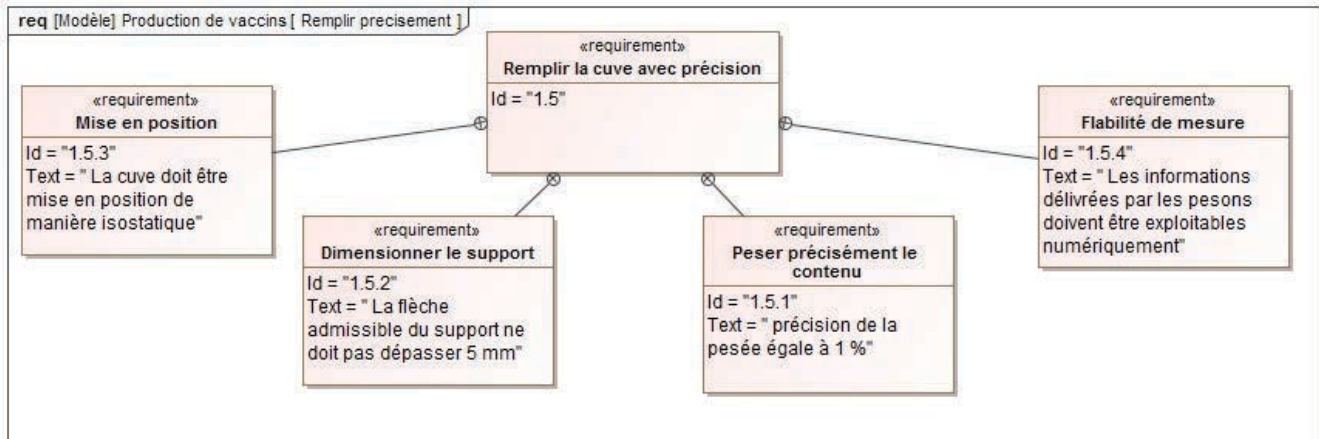 req [Modèle] Production de vaccins [ Remplir precisement ]
«requirement»
Remplir la cuve avec précision
Id = "1.5"
«requirement»
Mise en position
Id = "1.5.3"
Text = " La cuve doit être
mise en position de
manière isostatique"
«requirement»
Flabilité de mesure
Id = "1.5.4"
Text = " Les informations
délivrées par les pesons
doivent être exploitables
numériquement"
«requirement»
Dimensionner le support
Id = "1.5.2"
Text = " La flèche
admissible du support ne
doit pas dépasser 5 mm"
«requirement»
Peser précisément le
contenu
Id = "1.5.1"
Text = " précision de la
pesée égale à 1 %"